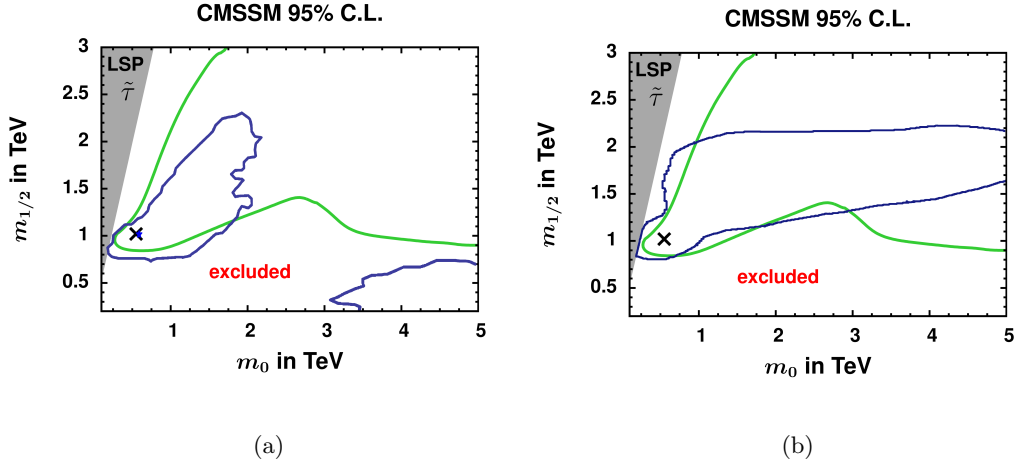 CMSSM 95% C.L.
3
2.5
2
1.5
1
0.5
LSP
τ̃
excluded
m₁/₂ in TeV
1 2 3 4 5
m₀ in TeV
(a)
CMSSM 95% C.L.
3
2.5
2
1.5
1
0.5
LSP
τ̃
excluded
m₁/₂ in TeV
1 2 3 4 5
m₀ in TeV
(b)